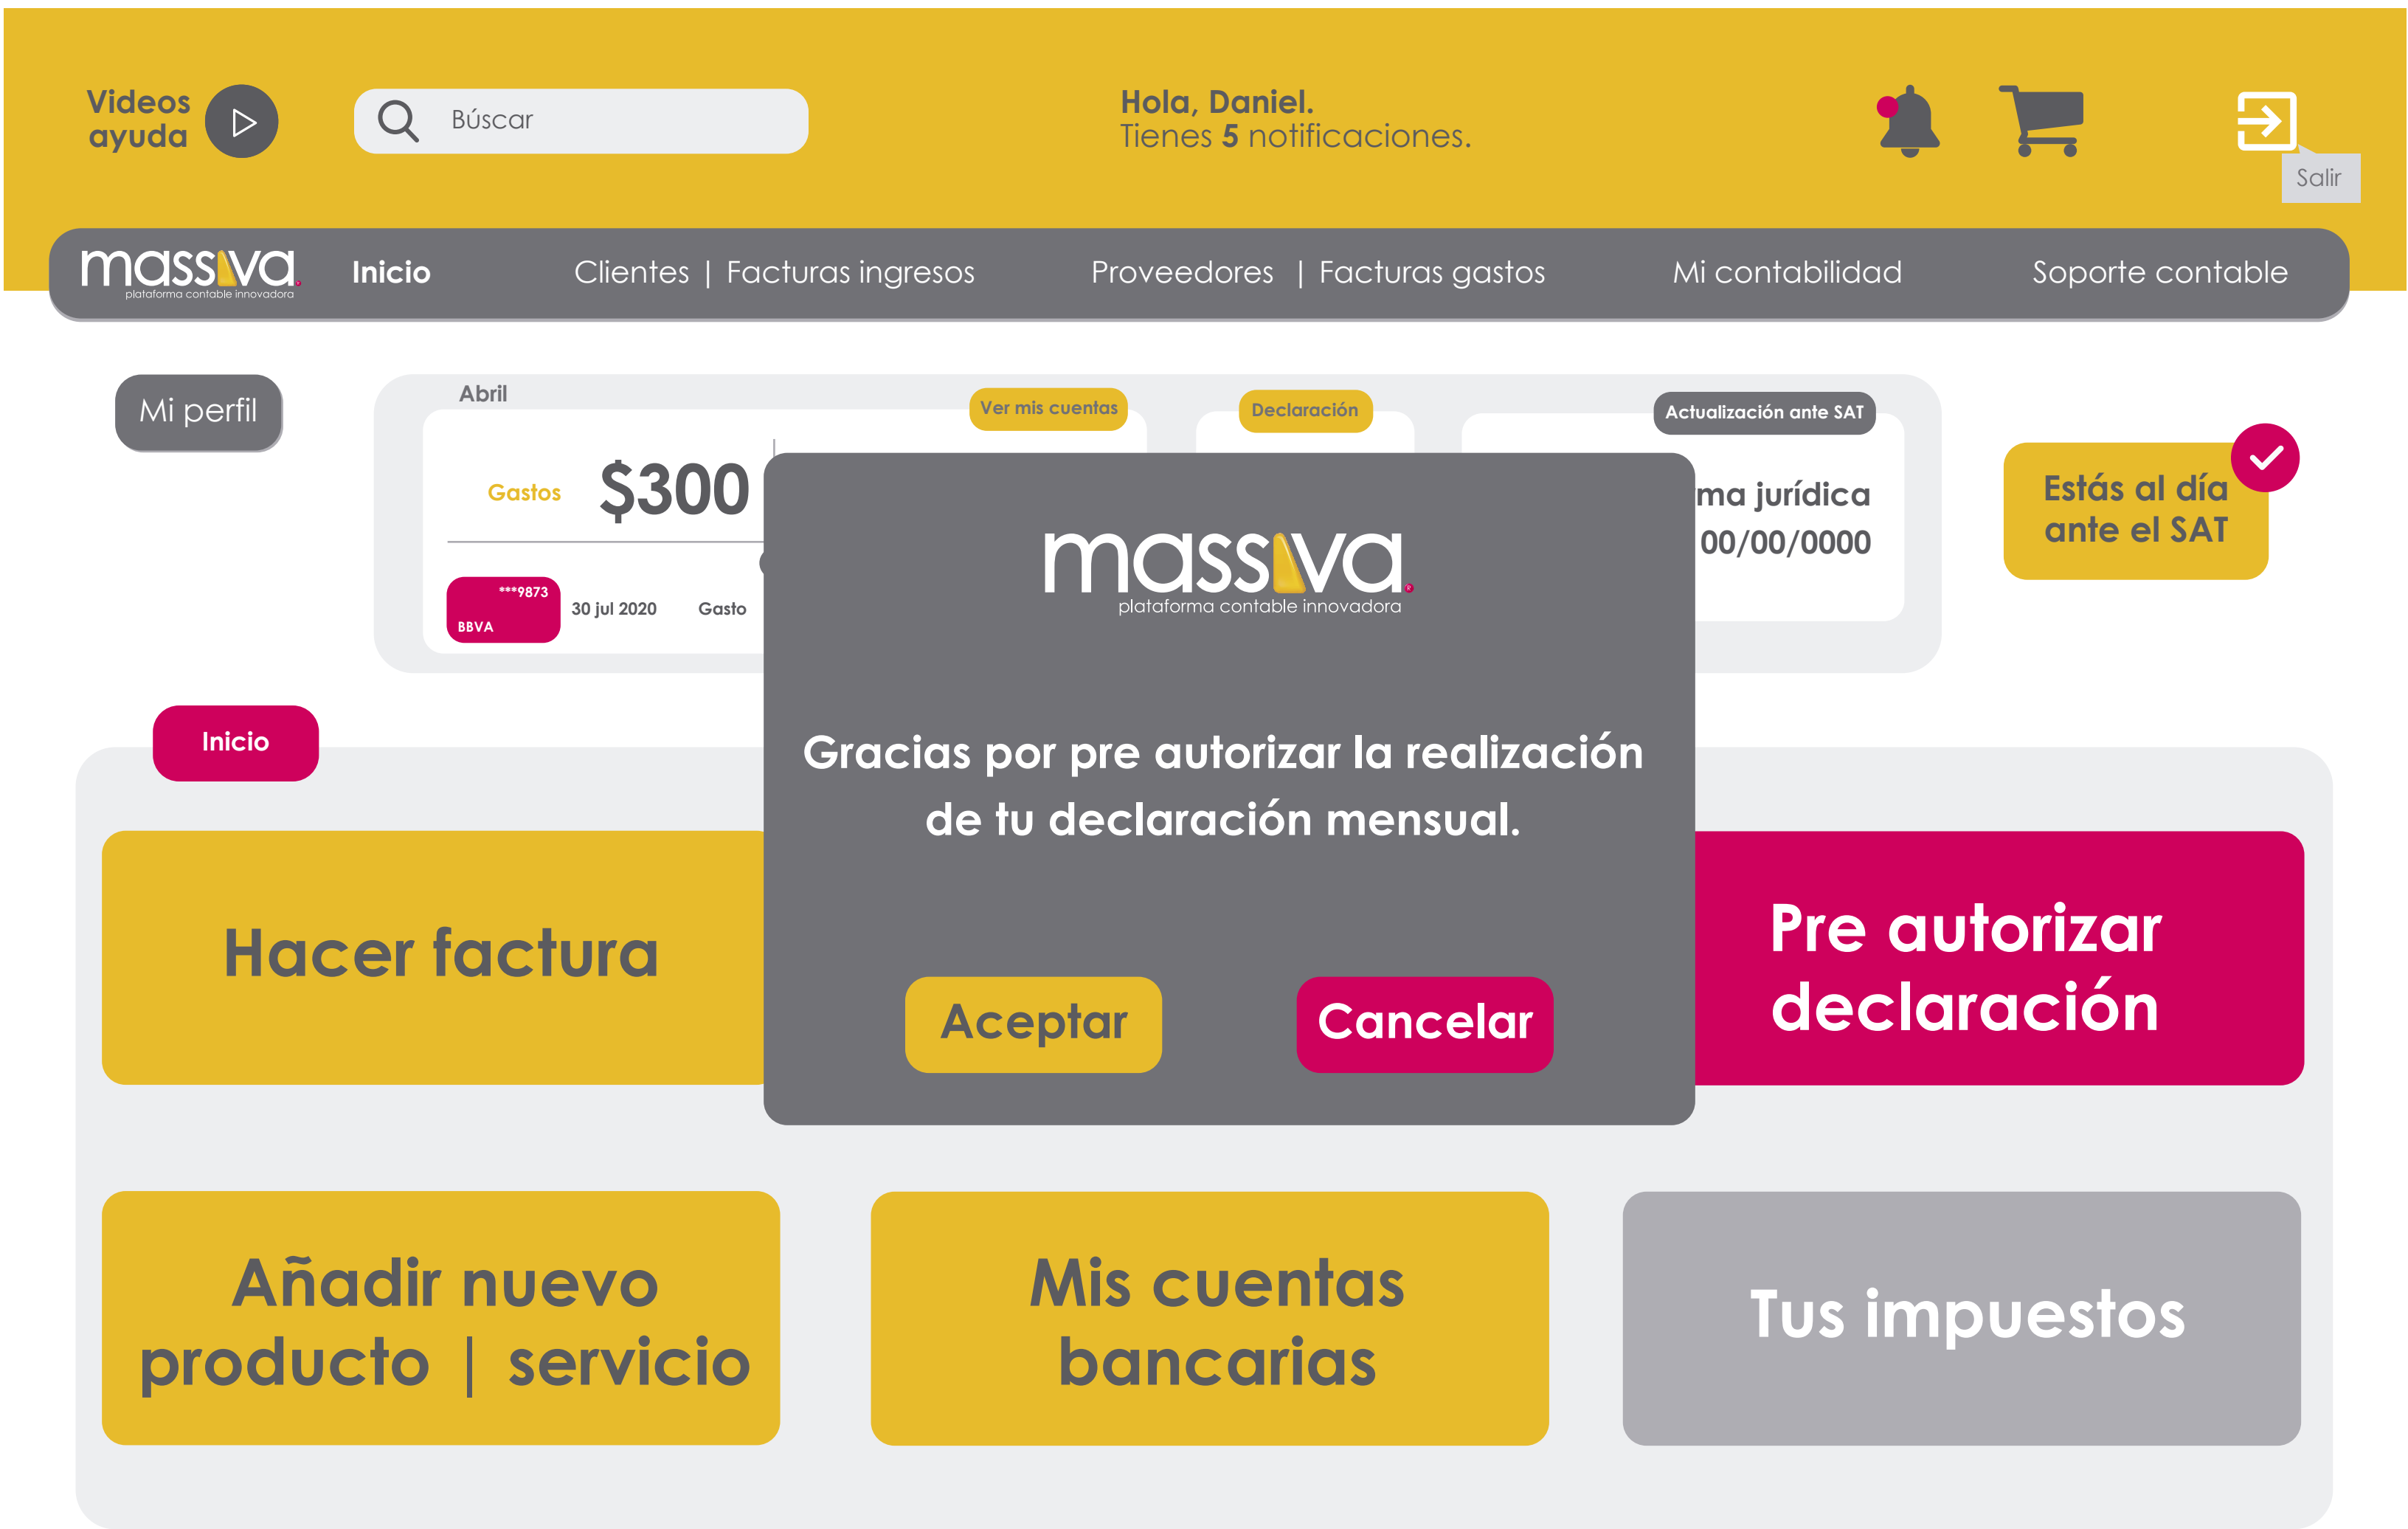 Videos
ayuda
Búscar
Hola, Daniel.
Tienes 5 notificaciones.
Salir
massiva
plataforma contable innovadora
Inicio
Clientes | Facturas ingresos
Proveedores | Facturas gastos
Mi contabilidad
Soporte contable
Mi perfil
Abril
Ver mis cuentas
Declaración
Actualización ante SAT
Gastos $300
ma jurídica
00/00/0000
Estás al día
ante el SAT
***9873
BBVA
30 jul 2020 Gasto
massiva
plataforma contable innovadora
Gracias por pre autorizar la realización
de tu declaración mensual.
Aceptar
Cancelar
Inicio
Hacer factura
Pre autorizar
declaración
Añadir nuevo
producto | servicio
Mis cuentas
bancarias
Tus impuestos